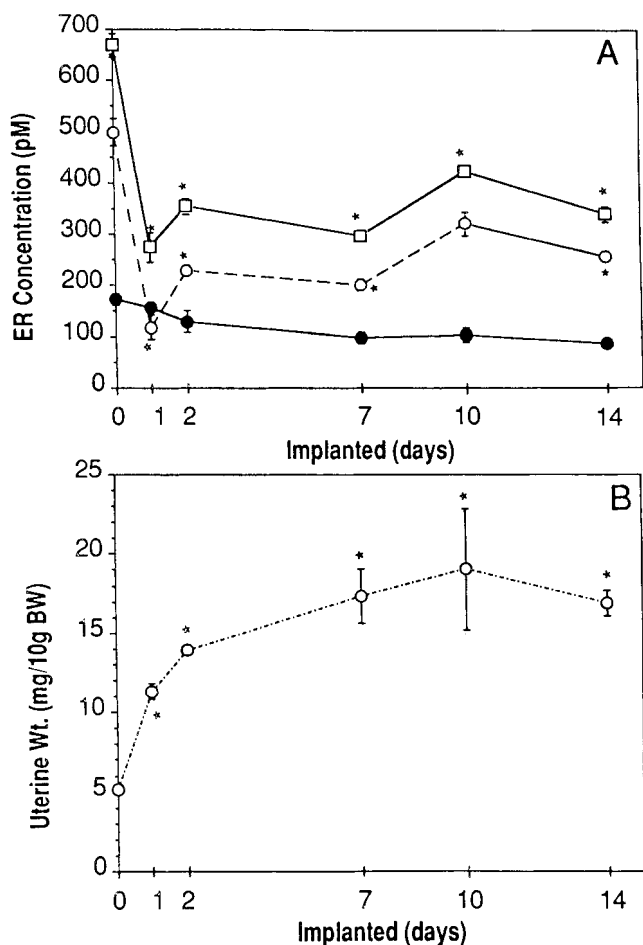 A
700
600
500
400
300
200
100
0
ER Concentration (pM)
0 1 2 7 10 14
Implanted (days)
B
25
20
15
10
5
0
Uterine Wt. (mg/10g BW)
0 1 2 7 10 14
Implanted (days)